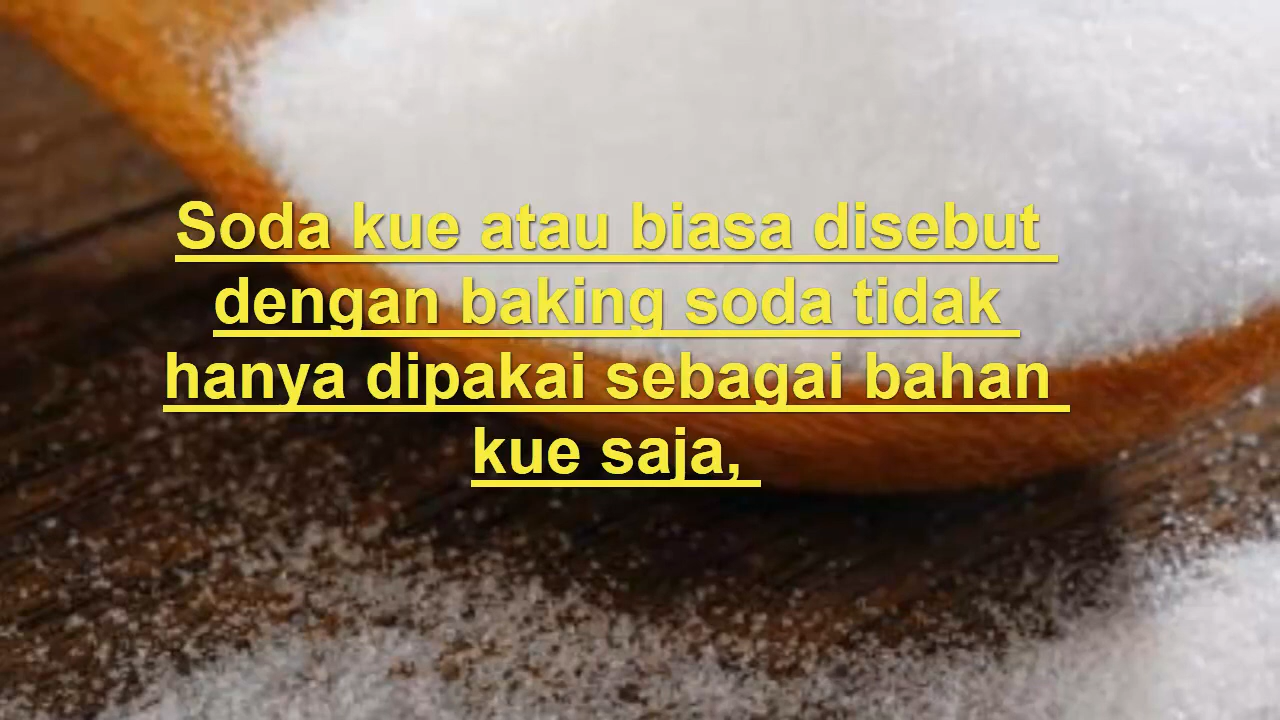 Soda kue atau biasa disebut
dengan baking soda tidak
hanya dipakai sebagai bahan
kue saja,